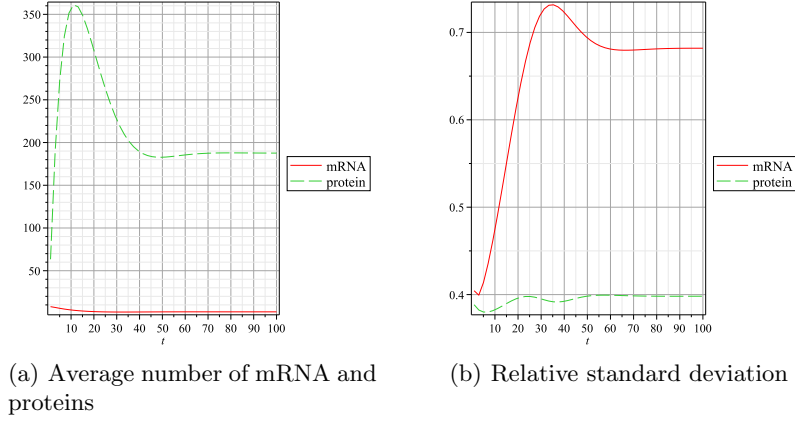 350
300
250
200
150
100
50
10 20 30 40 50 60 70 80 90 100
t
mRNA
protein
(a) Average number of mRNA and
proteins
0.7
0.6
0.5
0.4
10 20 30 40 50 60 70 80 90 100
t
mRNA
protein
(b) Relative standard deviation